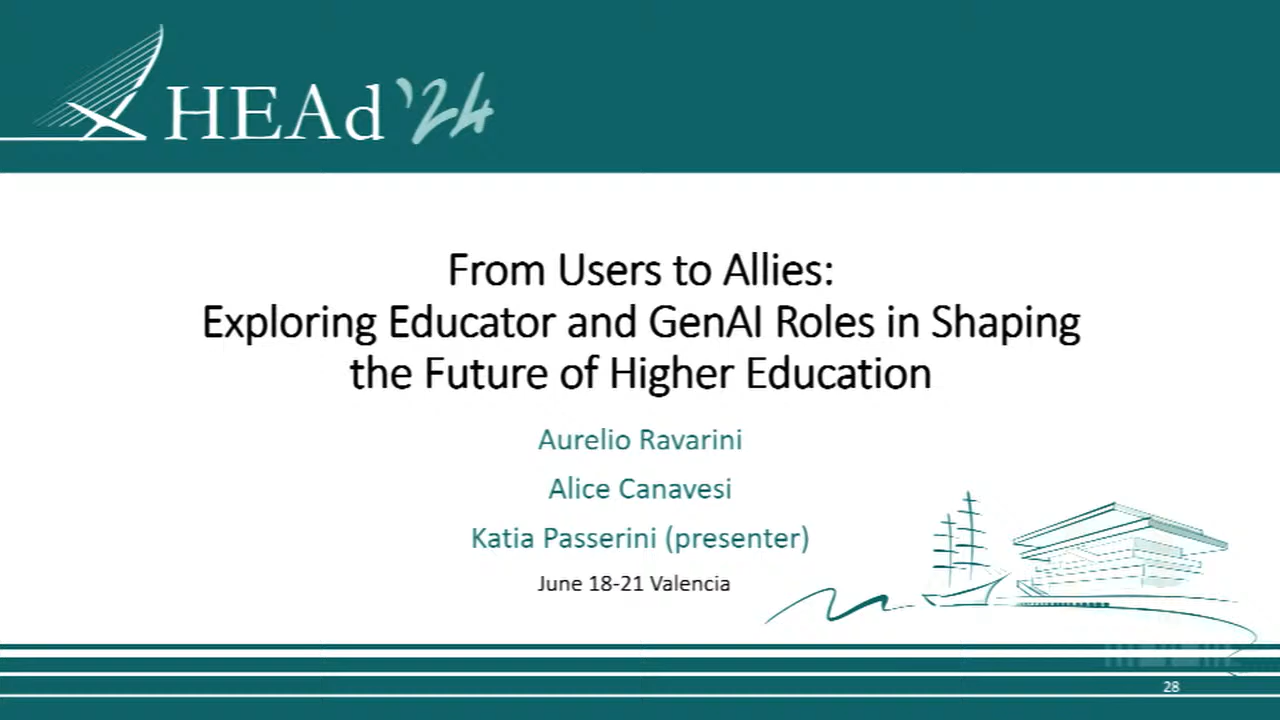 HEAd '24
From Users to Allies:
Exploring Educator and GenAI Roles in Shaping
the Future of Higher Education
Aurelio Ravarini
Alice Canavesi
Katia Passerini (presenter)
June 18-21 Valencia
28